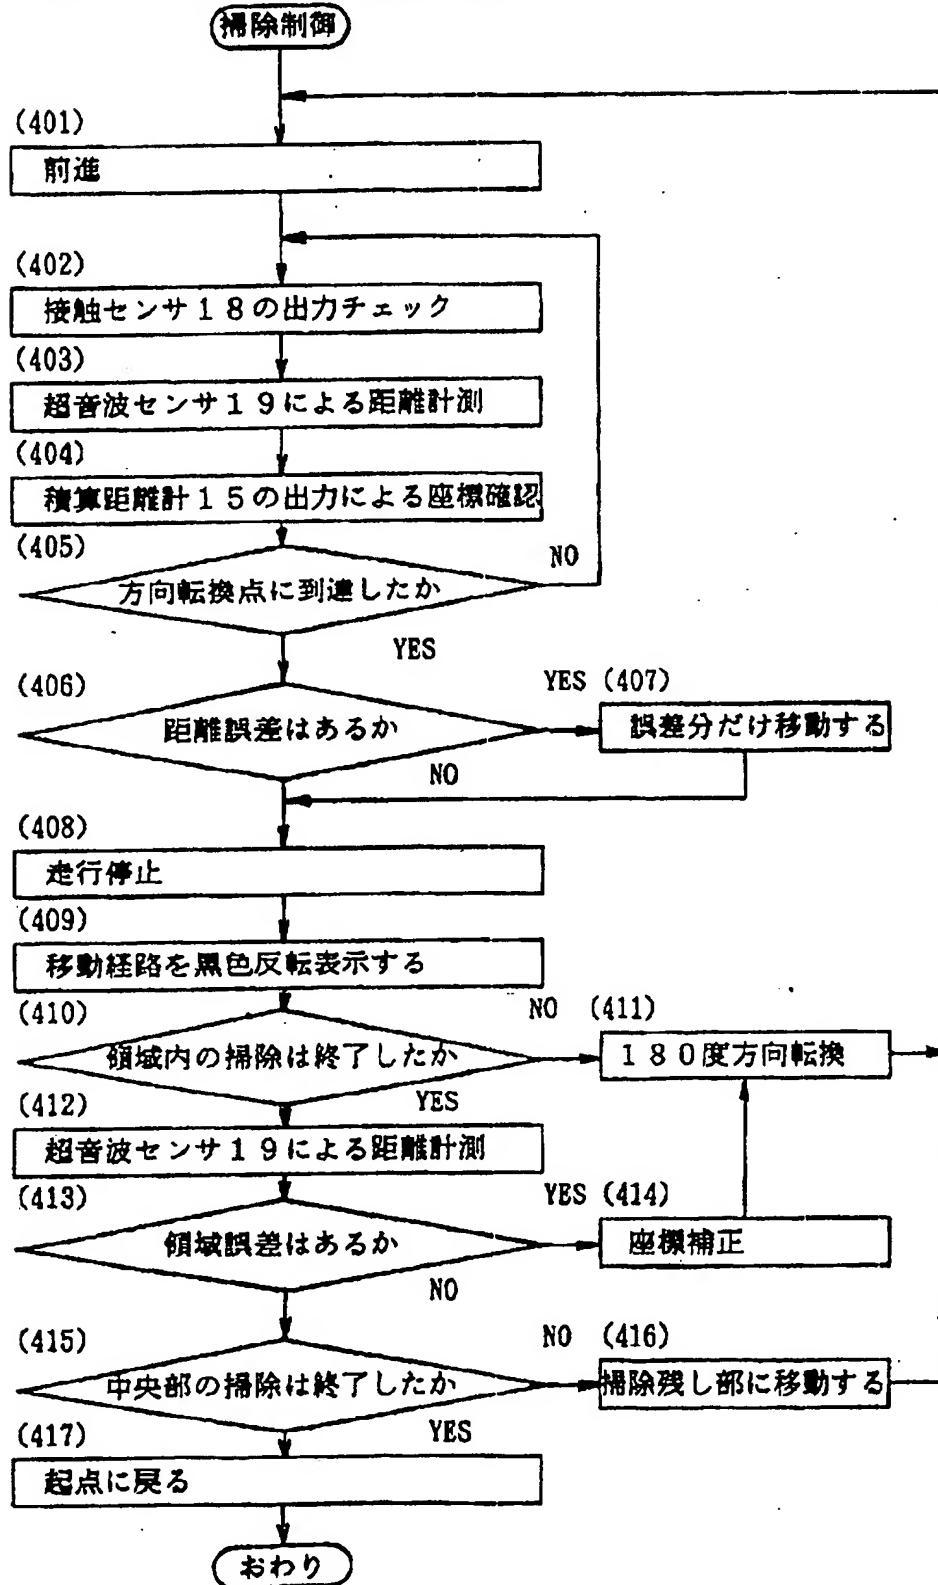 掃除制御
(401)
前進
(402)
接触センサ18の出力チェック
(403)
超音波センサ19による距離計測
(404)
積算距離計15の出力による座標確認
(405)
方向転換点に到達したか
NO
YES
(406)
距離誤差はあるか
YES (407)
誤差分だけ移動する
NO
(408)
走行停止
(409)
移動経路を黒色反転表示する
(410)
領域内の掃除は終了したか
NO (411)
180度方向転換
YES
(412)
超音波センサ19による距離計測
(413)
領域誤差はあるか
YES (414)
座標補正
NO
(415)
中央部の掃除は終了したか
NO (416)
掃除残し部に移動する
YES
(417)
起点に戻る
おわり